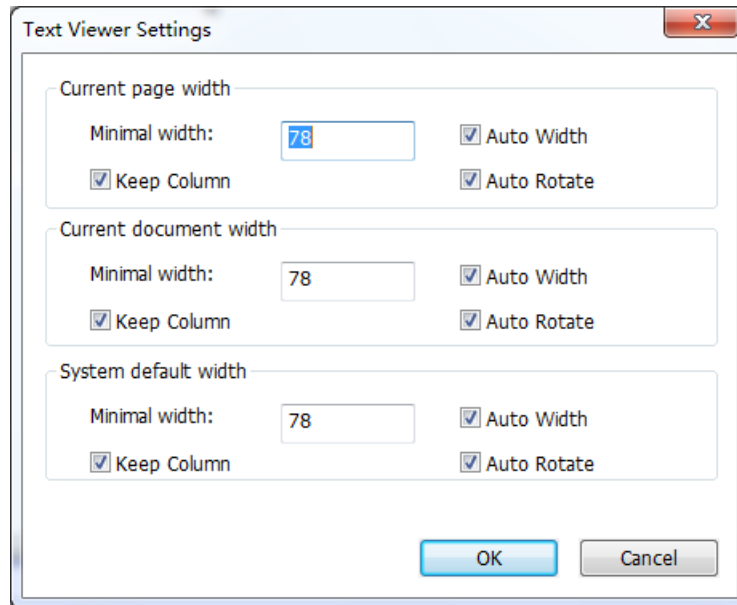 Text Viewer Settings
Current page width
Minimal width: 78 Auto Width
Keep Column Auto Rotate
Current document width
Minimal width: 78 Auto Width
Keep Column Auto Rotate
System default width
Minimal width: 78 Auto Width
Keep Column Auto Rotate
OK Cancel